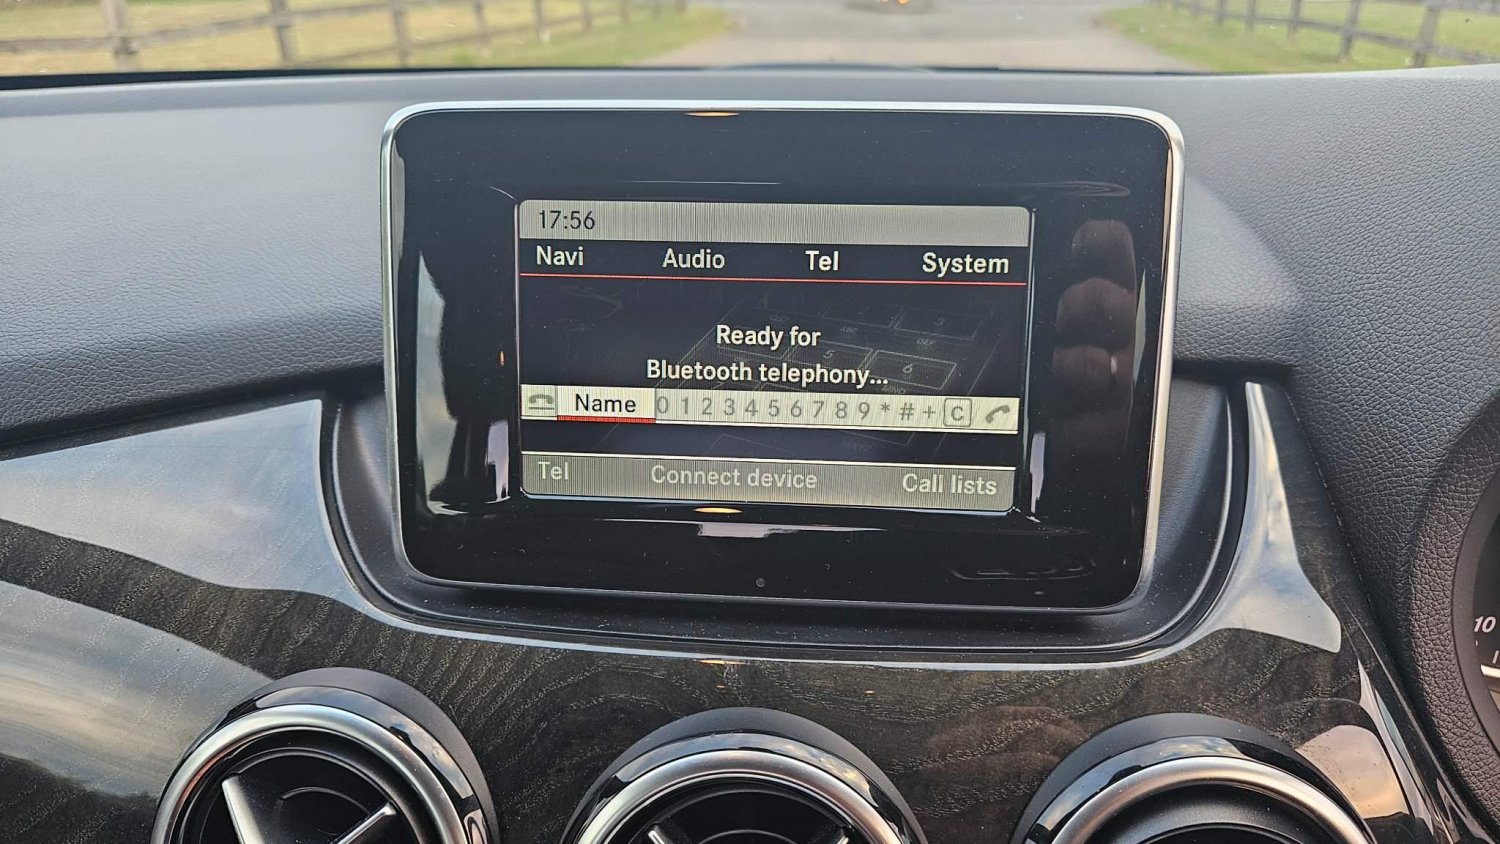 17:56
Navi Audio Tel System
Ready for
Bluetooth telephony...
Name 0 1 2 3 4 5 6 7 8 9 * # + C
Tel Connect device Call lists
10